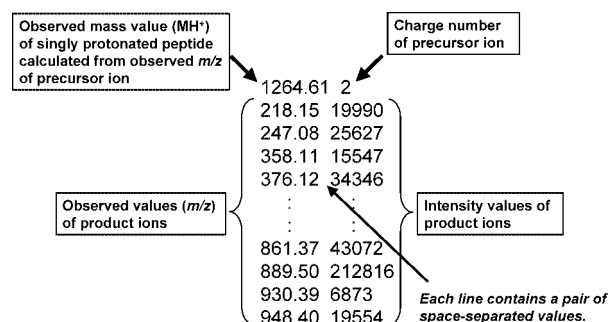 Observed mass value (MH⁺)
of singly protonated peptide
calculated from observed m/z
of precursor ion
Charge number
of precursor ion
1264.61 2
218.15 19990
247.08 25627
358.11 15547
376.12 34346
: :
: :
861.37 43072
889.50 212816
930.39 6873
948.40 19554
Observed values (m/z)
of product ions
Intensity values of
product ions
Each line contains a pair of
space-separated values.